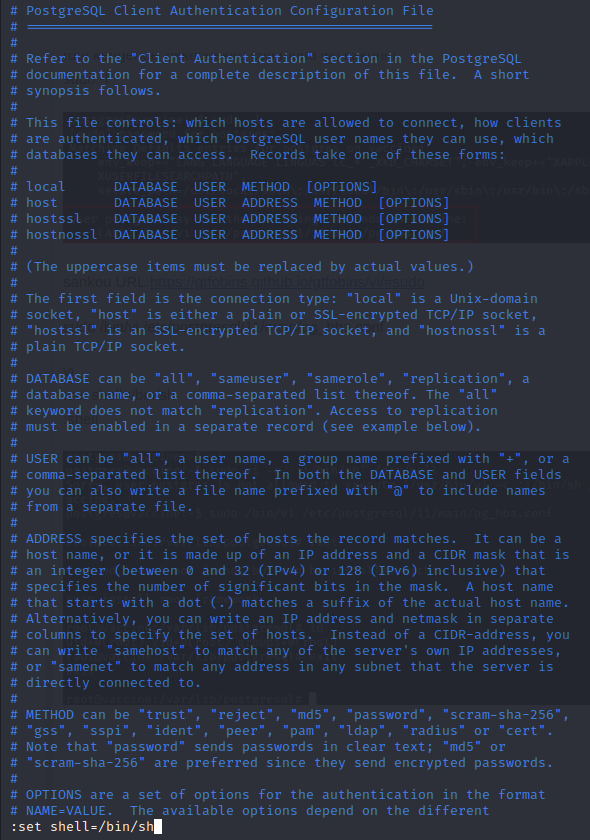 # PostgreSQL Client Authentication Configuration File
# ===================================================
#
# Refer to the "Client Authentication" section in the PostgreSQL
# documentation for a complete description of this file.  A short
# synopsis follows.
#
# This file controls: which hosts are allowed to connect, how clients
# are authenticated, which PostgreSQL user names they can use, which
# databases they can access.  Records take one of these forms:
#
# local      DATABASE  USER  METHOD  [OPTIONS]
# host       DATABASE  USER  ADDRESS  METHOD  [OPTIONS]
# hostssl    DATABASE  USER  ADDRESS  METHOD  [OPTIONS]
# hostnossl  DATABASE  USER  ADDRESS  METHOD  [OPTIONS]
#
# (The uppercase items must be replaced by actual values.)
#
# The first field is the connection type: "local" is a Unix-domain
# socket, "host" is either a plain or SSL-encrypted TCP/IP socket,
# "hostssl" is an SSL-encrypted TCP/IP socket, and "hostnossl" is a
# plain TCP/IP socket.
#
# DATABASE can be "all", "sameuser", "samerole", "replication", a
# database name, or a comma-separated list thereof. The "all"
# keyword does not match "replication". Access to replication
# must be enabled in a separate record (see example below).
#
# USER can be "all", a user name, a group name prefixed with "+", or a
# comma-separated list thereof.  In both the DATABASE and USER fields
# you can also write a file name prefixed with "@" to include names
# from a separate file.
#
# ADDRESS specifies the set of hosts the record matches.  It can be a
# host name, or it is made up of an IP address and a CIDR mask that is
# an integer (between 0 and 32 (IPv4) or 128 (IPv6) inclusive) that
# specifies the number of significant bits in the mask.  A host name
# that starts with a dot (.) matches a suffix of the actual host name.
# Alternatively, you can write an IP address and netmask in separate
# columns to specify the set of hosts.  Instead of a CIDR-address, you
# can write "samehost" to match any of the server's own IP addresses,
# or "samenet" to match any address in any subnet that the server is
# directly connected to.
#
# METHOD can be "trust", "reject", "md5", "password", "scram-sha-256",
# "gss", "sspi", "ident", "peer", "pam", "ldap", "radius" or "cert".
# Note that "password" sends passwords in clear text; "md5" or
# "scram-sha-256" are preferred since they send encrypted passwords.
#
# OPTIONS are a set of options for the authentication in the format
# NAME=VALUE.  The available options depend on the different
:set shell=/bin/sh